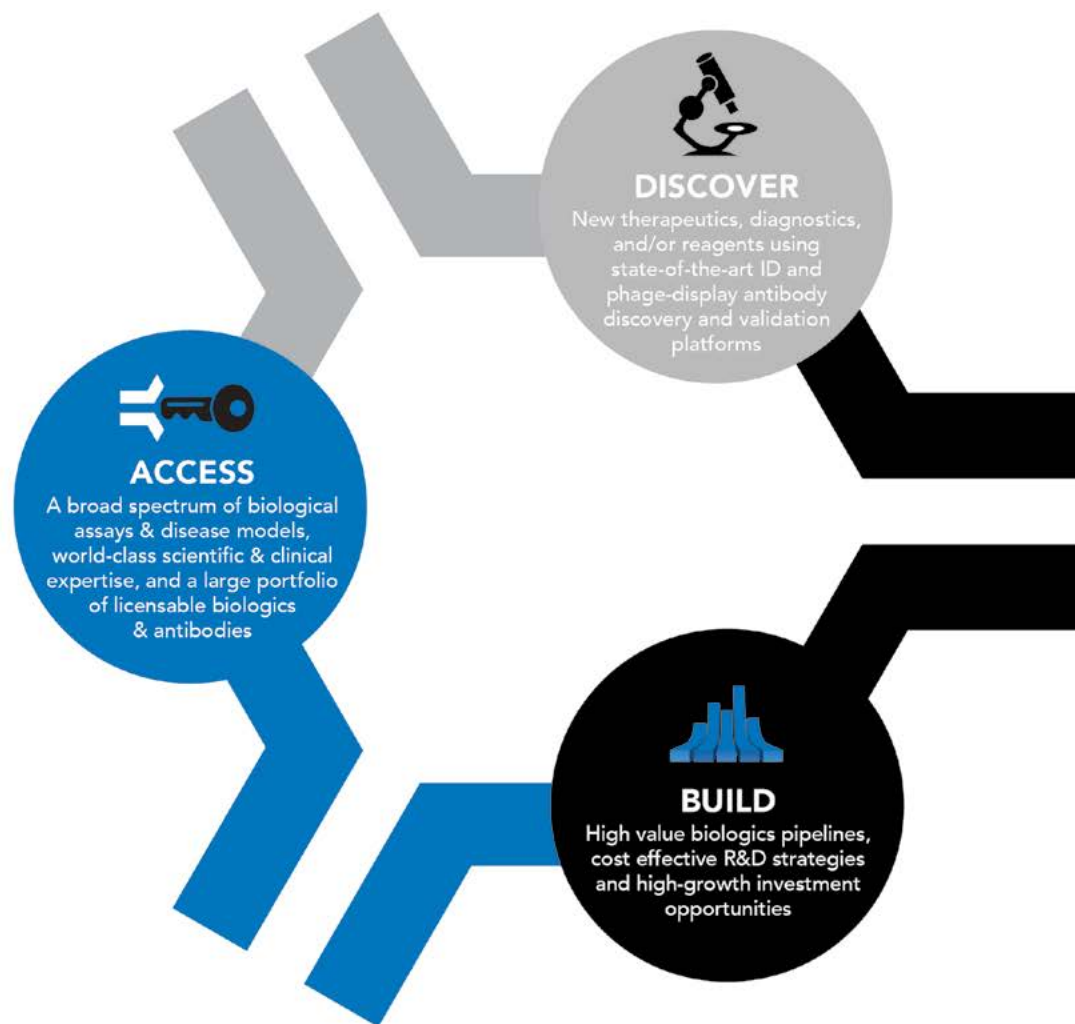 DISCOVER
New therapeutics, diagnostics,
and/or reagents using
state-of-the-art ID and
phage-display antibody
discovery and validation
platforms
ACCESS
A broad spectrum of biological
assays & disease models,
world-class scientific & clinical
expertise, and a large portfolio
of licensable biologics
& antibodies
BUILD
High value biologics pipelines,
cost effective R&D strategies
and high-growth investment
opportunities